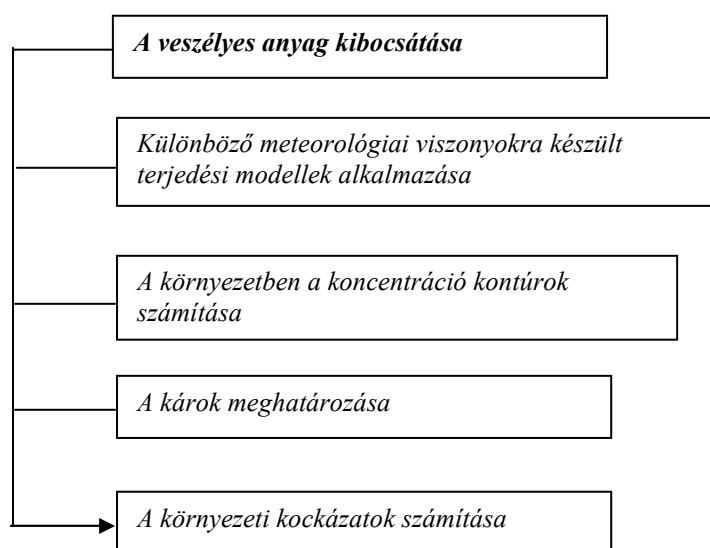 A veszélyes anyag kibocsátása
Különböző meteorológiai viszonyokra készült
terjedési modellek alkalmazása
A környezetben a koncentráció kontúrok
számítása
A károk meghatározása
A környezeti kockázatok számítása